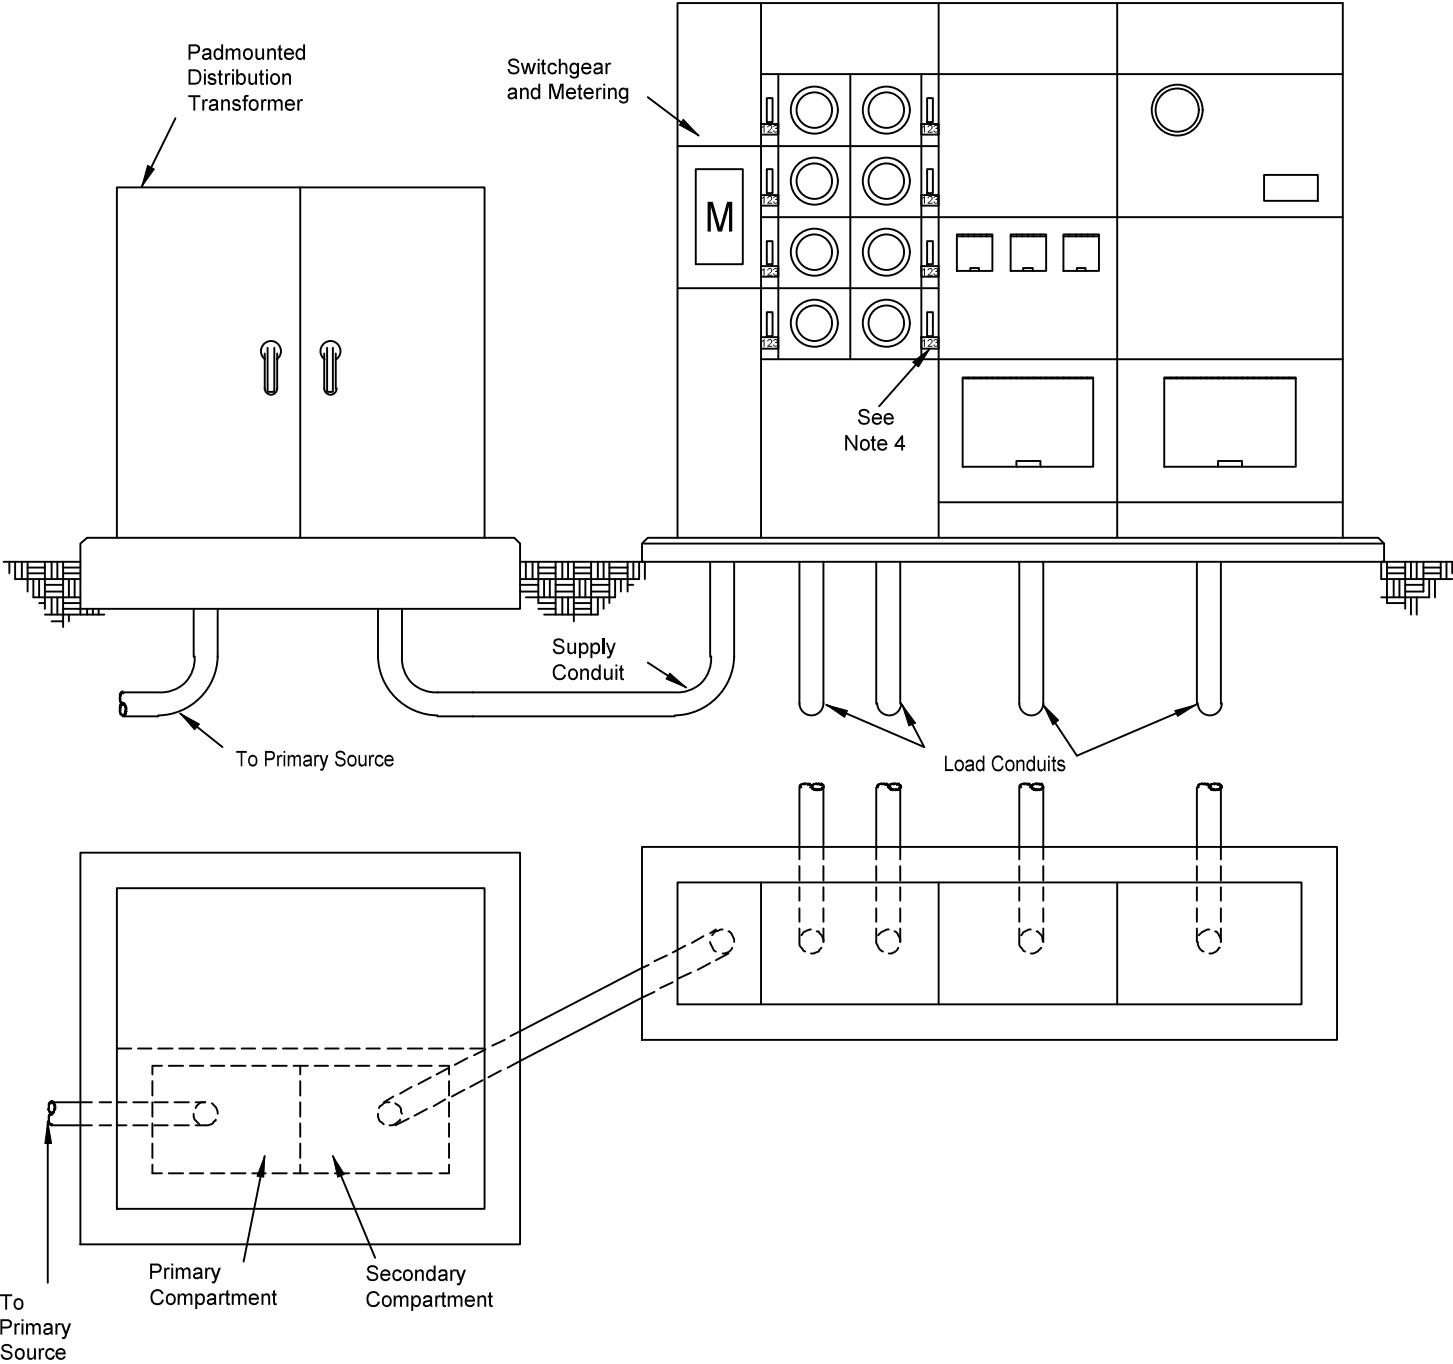 Padmounted
Distribution
Transformer
Switchgear
and Metering
123
123
123
123
M
123
123
123
123
See
Note 4
Supply
Conduit
To Primary Source
Load Conduits
Primary
Compartment
Secondary
Compartment
To
Primary
Source